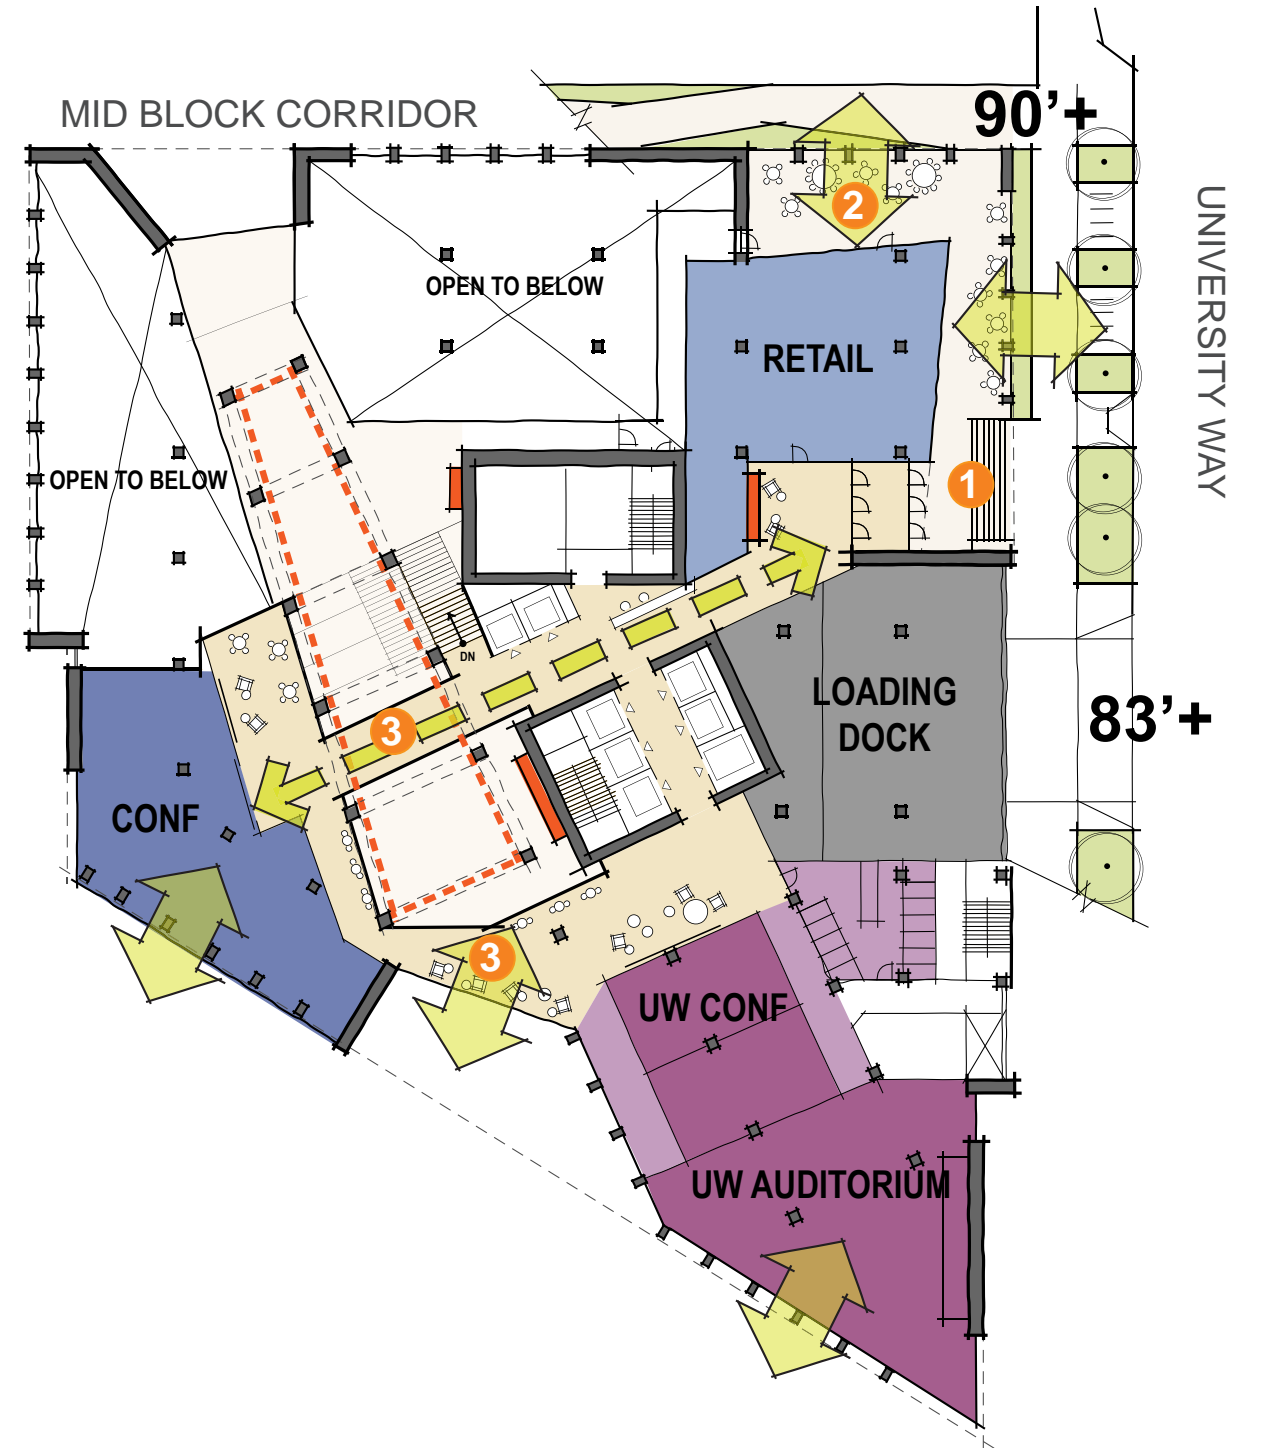 MID BLOCK CORRIDOR
90’+
UNIVERSITY WAY
2
OPEN TO BELOW
RETAIL
OPEN TO BELOW
1
DN
LOADING
DOCK
83’+
3
CONF
3
UW CONF
UW AUDITORIUM